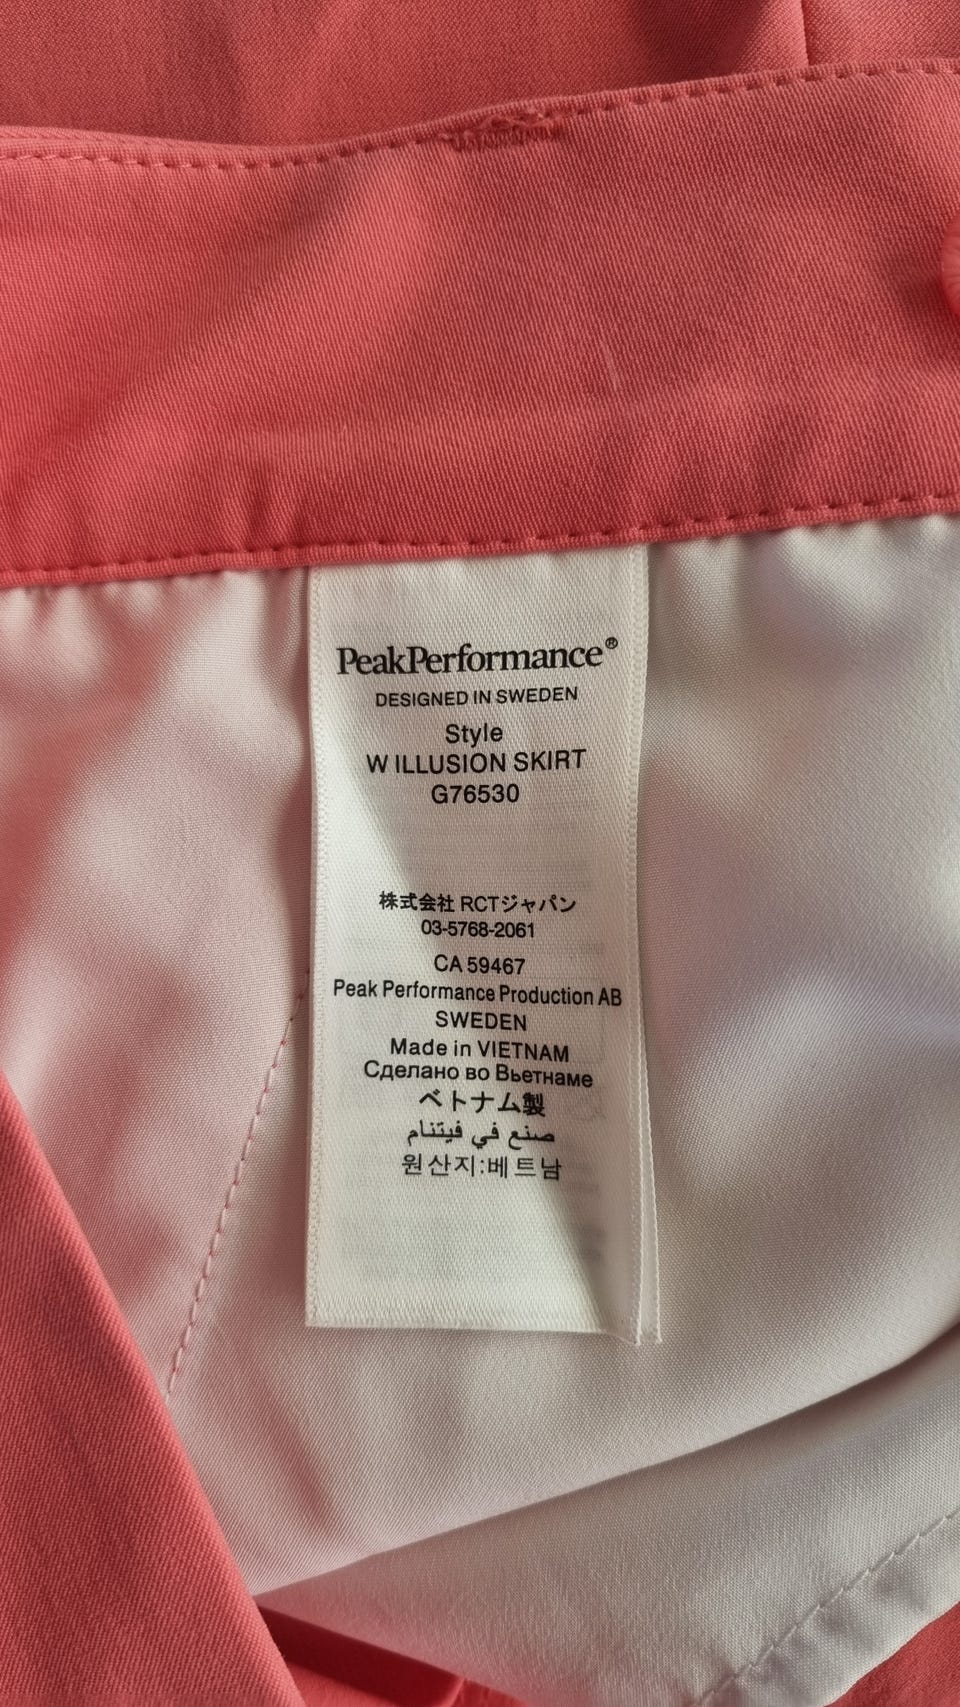 PeakPerformance®
DESIGNED IN SWEDEN
Style
W ILLUSION SKIRT
G76530
株式会社 RCTジャパン
03-5768-2061
CA 59467
Peak Performance Production AB
SWEDEN
Made in VIETNAM
Сделано во Вьетнаме
ベトナム製
صنع في فيتنام
원산지:베트남